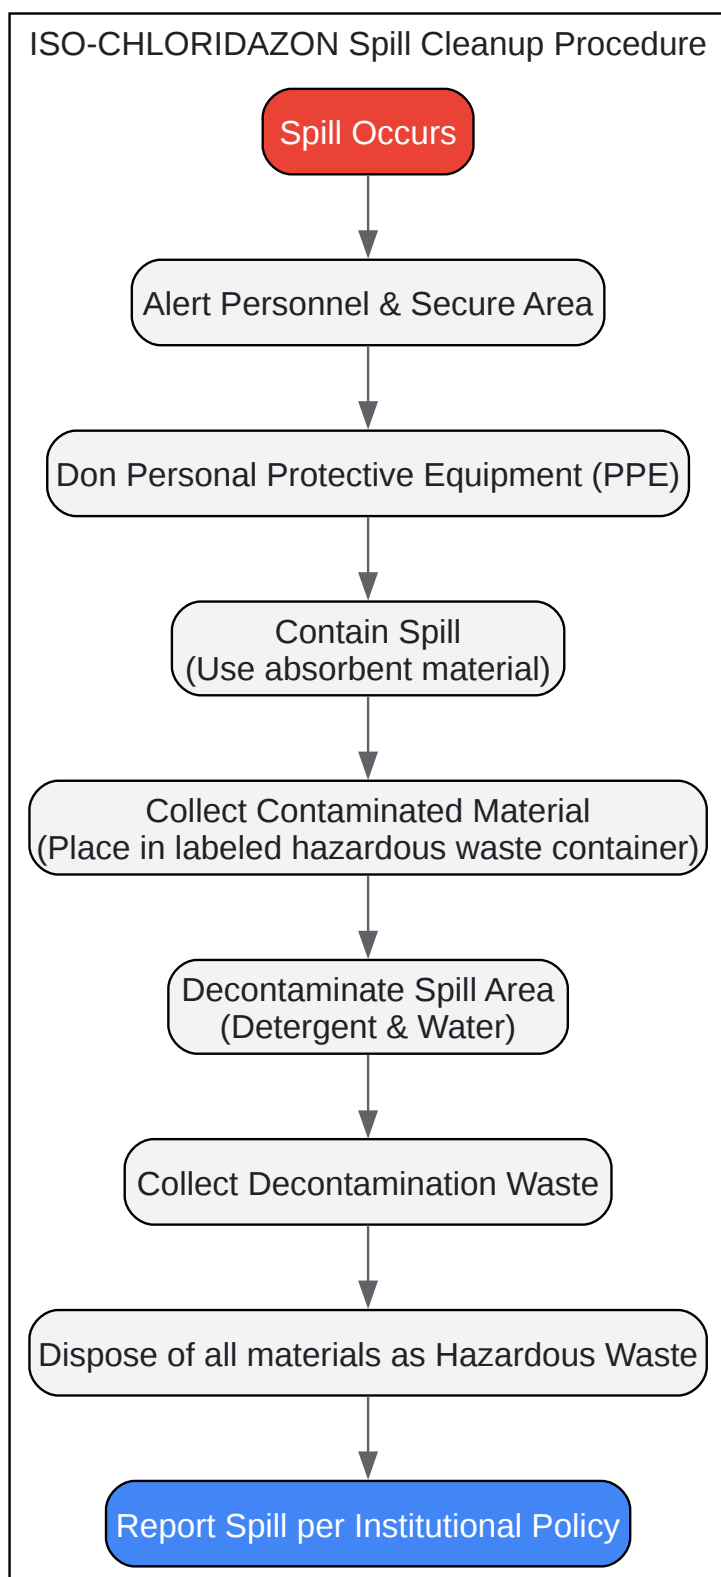 ISO-CHLORIDAZON Spill Cleanup Procedure
Spill Occurs
Alert Personnel & Secure Area
Don Personal Protective Equipment (PPE)
Contain Spill
(Use absorbent material)
Collect Contaminated Material
(Place in labeled hazardous waste container)
Decontaminate Spill Area
(Detergent & Water)
Collect Decontamination Waste
Dispose of all materials as Hazardous Waste
Report Spill per Institutional Policy